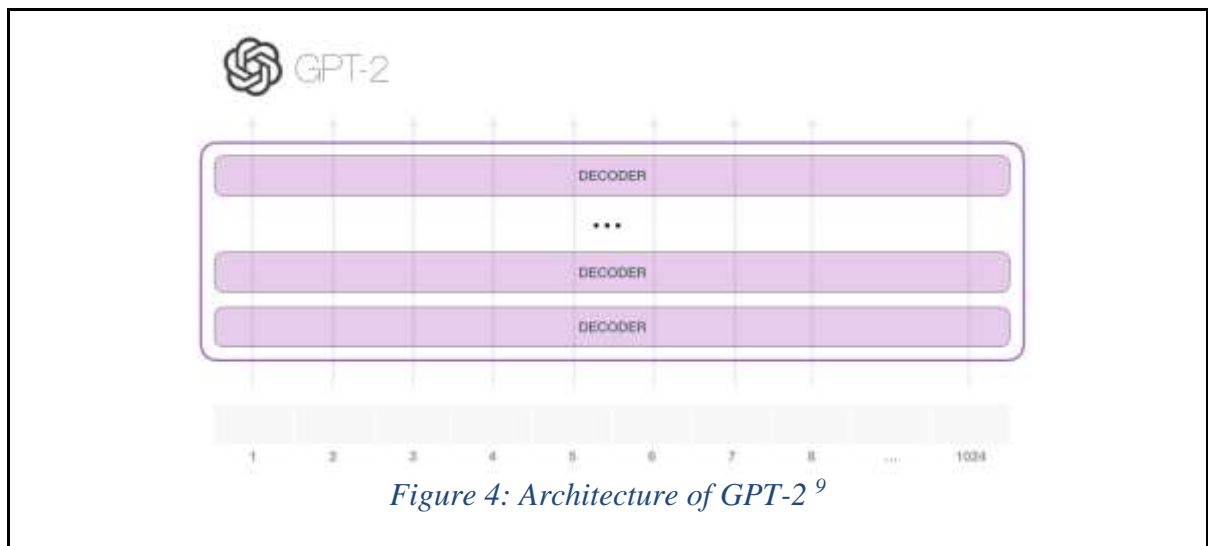 GPT-2
DECODER
...
DECODER
DECODER
1 2 3 4 5 6 7 8 .... 1024
Figure 4: Architecture of GPT-2 9